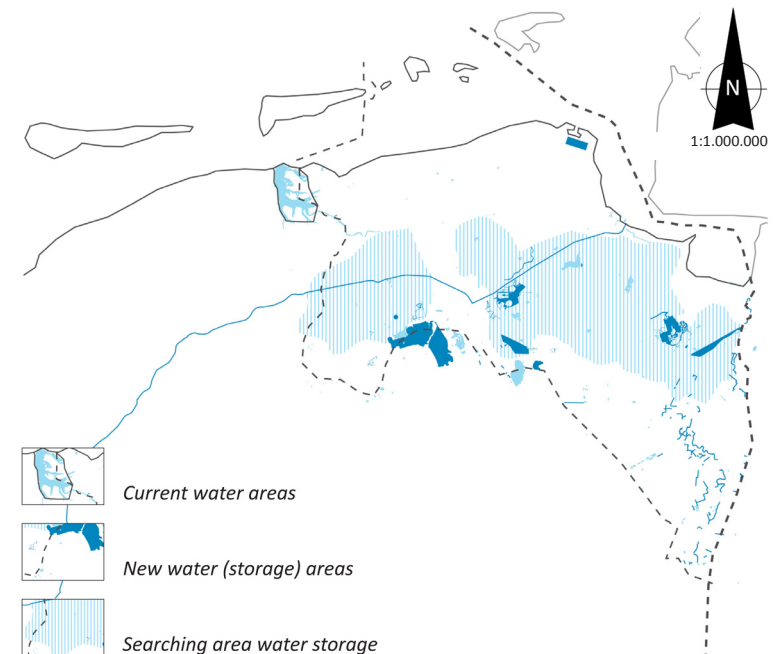 N
1:1.000.000
Current water areas
New water (storage) areas
Searching area water storage